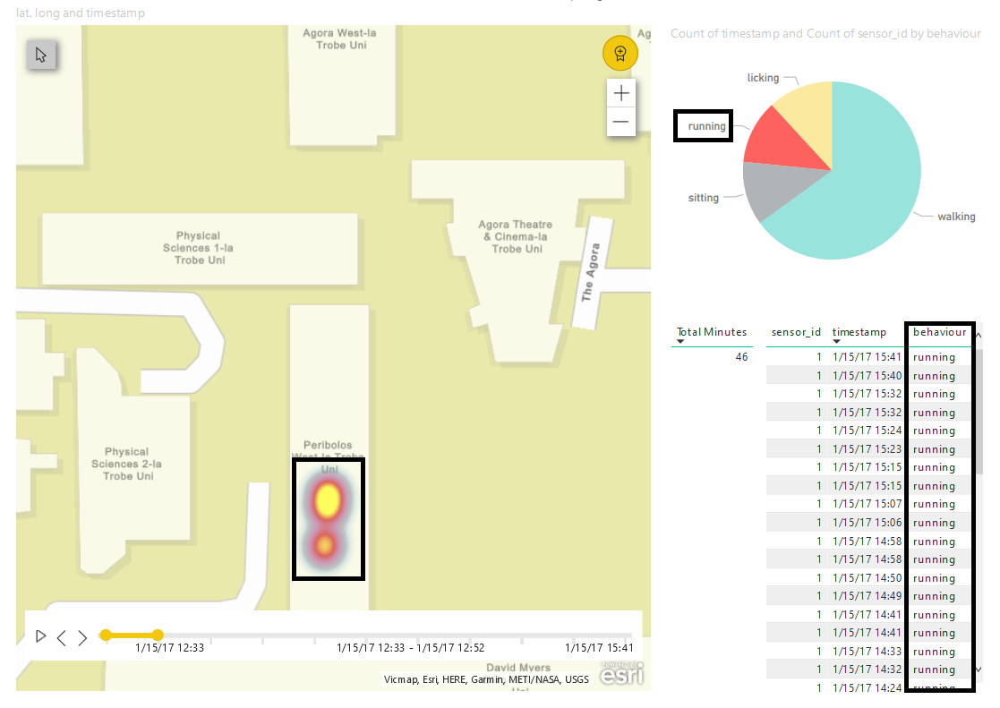 lat, long and timestamp
Agora West-la
Trobe Uni
Ag
Physical
Sciences 1-la
Trobe Uni
Agora Theatre
& Cinema-la
Trobe Uni
The Agora
Physical
Sciences 2-la
Trobe Uni
Peribolos
West-la Trobe
Uni
1/15/17 12:33
1/15/17 12:33 - 1/15/17 12:52
1/15/17 15:41
David Myers
Vicmap, Esri, HERE, Garmin, METI/NASA, USGS
POWERED BY
esri
Count of timestamp and Count of sensor_id by behaviour
licking
running
sitting
walking
Total Minutes
46
sensor_id timestamp behaviour
1 1/15/17 15:41 running
1 1/15/17 15:40 running
1 1/15/17 15:32 running
1 1/15/17 15:32 running
1 1/15/17 15:24 running
1 1/15/17 15:23 running
1 1/15/17 15:15 running
1 1/15/17 15:15 running
1 1/15/17 15:07 running
1 1/15/17 15:06 running
1 1/15/17 14:58 running
1 1/15/17 14:58 running
1 1/15/17 14:50 running
1 1/15/17 14:49 running
1 1/15/17 14:41 running
1 1/15/17 14:41 running
1 1/15/17 14:33 running
1 1/15/17 14:32 running
1 1/15/17 14:24 running